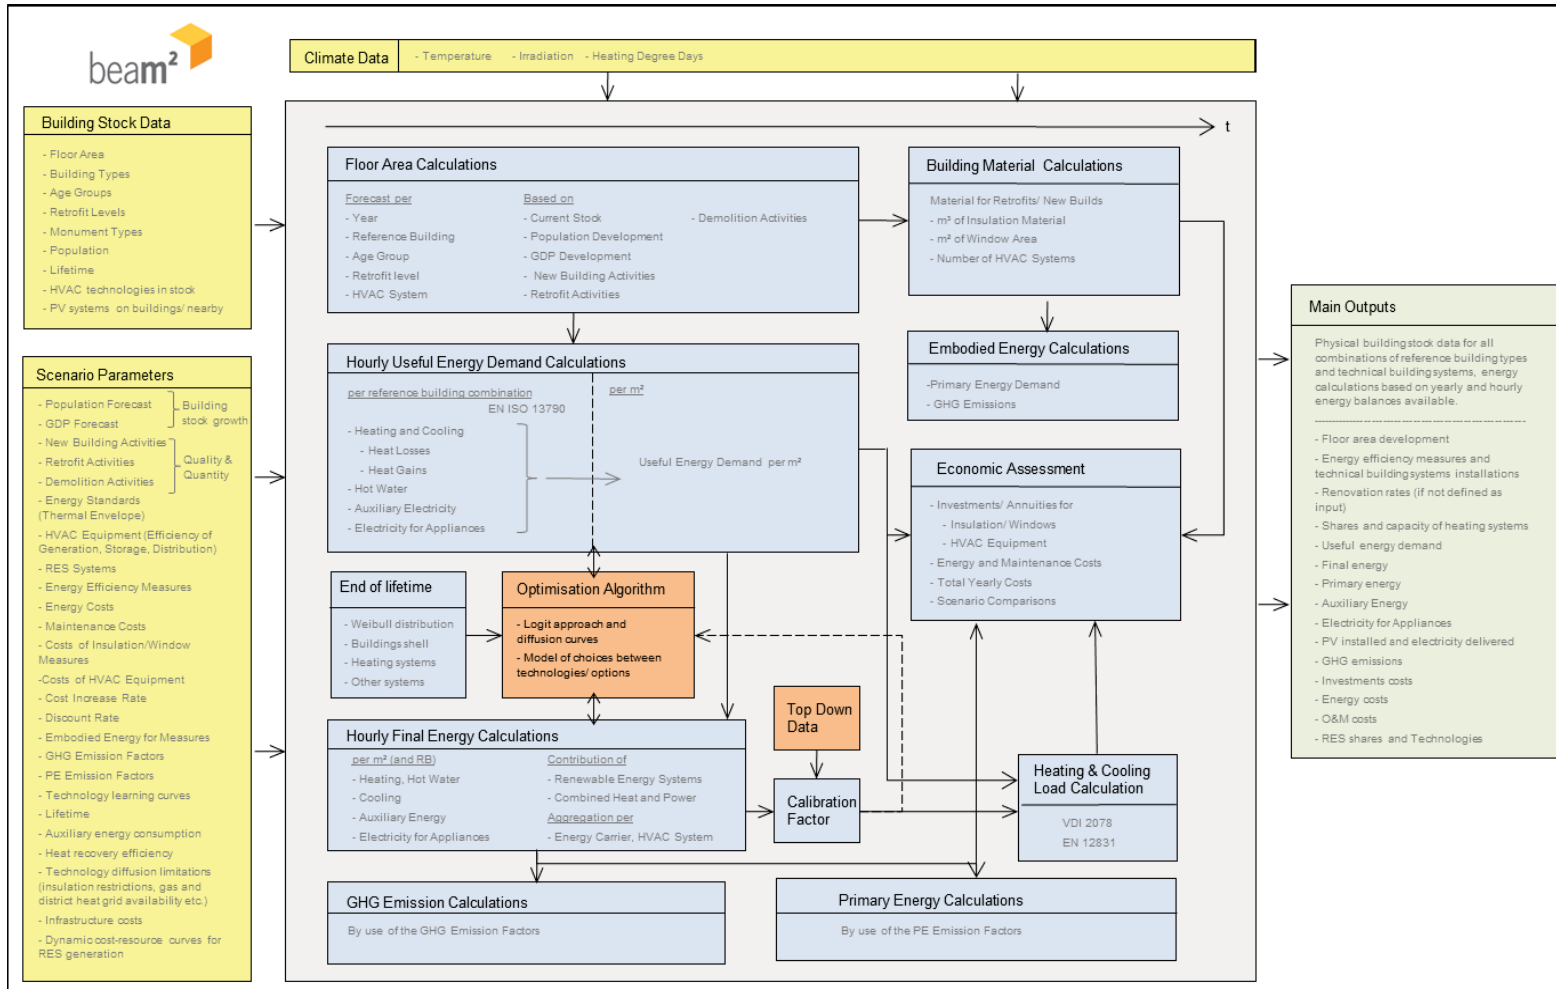 beam²
Climate Data
- Temperature - Irradiation - Heating Degree Days
Building Stock Data
- Floor Area
- Building Types
- Age Groups
- Retrofit Levels
- Monument Types
- Population
- Lifetime
- HVAC technologies in stock
- PV systems on buildings/ nearby
Scenario Parameters
- Population Forecast
- GDP Forecast
Building
stock growth
- New Building Activities
- Retrofit Activities
- Demolition Activities
Quality &
Quantity
- Energy Standards
(Thermal Envelope)
- HVAC Equipment (Efficiency of
Generation, Storage, Distribution)
- RES Systems
- Energy Efficiency Measures
- Energy Costs
- Maintenance Costs
- Costs of Insulation/Window
Measures
-Costs of HVAC Equipment
- Cost Increase Rate
- Discount Rate
- Embodied Energy for Measures
- GHG Emission Factors
- PE Emission Factors
- Technology learning curves
- Lifetime
- Auxiliary energy consumption
- Heat recovery efficiency
- Technology diffusion limitations
(insulation restrictions, gas and
district heat grid availability etc.)
- Infrastructure costs
- Dynamic cost-resource curves for
RES generation
t
Floor Area Calculations
Forecast per
- Year
- Reference Building
- Age Group
- Retrofit level
- HVAC System
Based on
- Current Stock
- Population Development
- GDP Development
- New Building Activities
- Retrofit Activities
- Demolition Activities
Building Material Calculations
Material for Retrofits/ New Builds
- m³ of Insulation Material
- m² of Window Area
- Number of HVAC Systems
Hourly Useful Energy Demand Calculations
per reference building combination
EN ISO 13790
- Heating and Cooling
- Heat Losses
- Heat Gains
- Hot Water
- Auxiliary Electricity
- Electricity for Appliances
per m²
Useful Energy Demand per m²
Embodied Energy Calculations
-Primary Energy Demand
- GHG Emissions
Economic Assessment
- Investments/ Annuities for
- Insulation/ Windows
- HVAC Equipment
- Energy and Maintenance Costs
- Total Yearly Costs
- Scenario Comparisons
End of lifetime
- Weibull distribution
- Buildings shell
- Heating systems
- Other systems
Optimisation Algorithm
- Logit approach and
diffusion curves
- Model of choices between
technologies/ options
Top Down
Data
Hourly Final Energy Calculations
per m² (and RB)
- Heating, Hot Water
- Cooling
- Auxiliary Energy
- Electricity for Appliances
Contribution of
- Renewable Energy Systems
- Combined Heat and Power
Aggregation per
- Energy Carrier, HVAC System
Calibration
Factor
Heating & Cooling
Load Calculation
VDI 2078
EN 12831
GHG Emission Calculations
By use of the GHG Emission Factors
Primary Energy Calculations
By use of the PE Emission Factors
Main Outputs
Physical building stock data for all
combinations of reference building types
and technical building systems, energy
calculations based on yearly and hourly
energy balances available.
- Floor area development
- Energy efficiency measures and
technical building systems installations
- Renovation rates (if not defined as
input)
- Shares and capacity of heating systems
- Useful energy demand
- Final energy
- Primary energy
- Auxiliary Energy
- Electricity for Appliances
- PV installed and electricity delivered
- GHG emissions
- Investments costs
- Energy costs
- O&M costs
- RES shares and Technologies